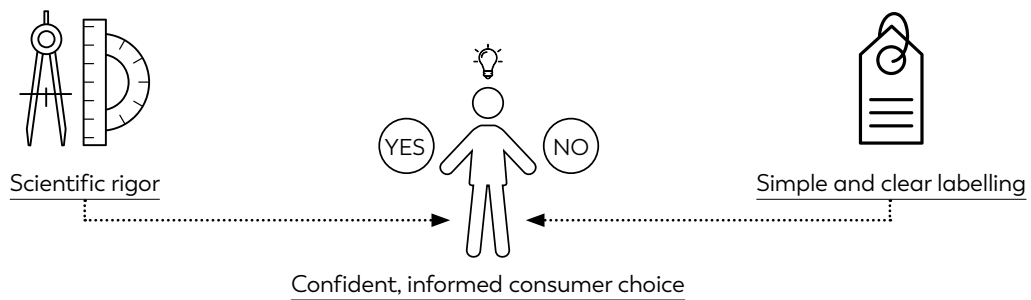 YES
NO
Scientific rigor
Simple and clear labelling
Confident, informed consumer choice